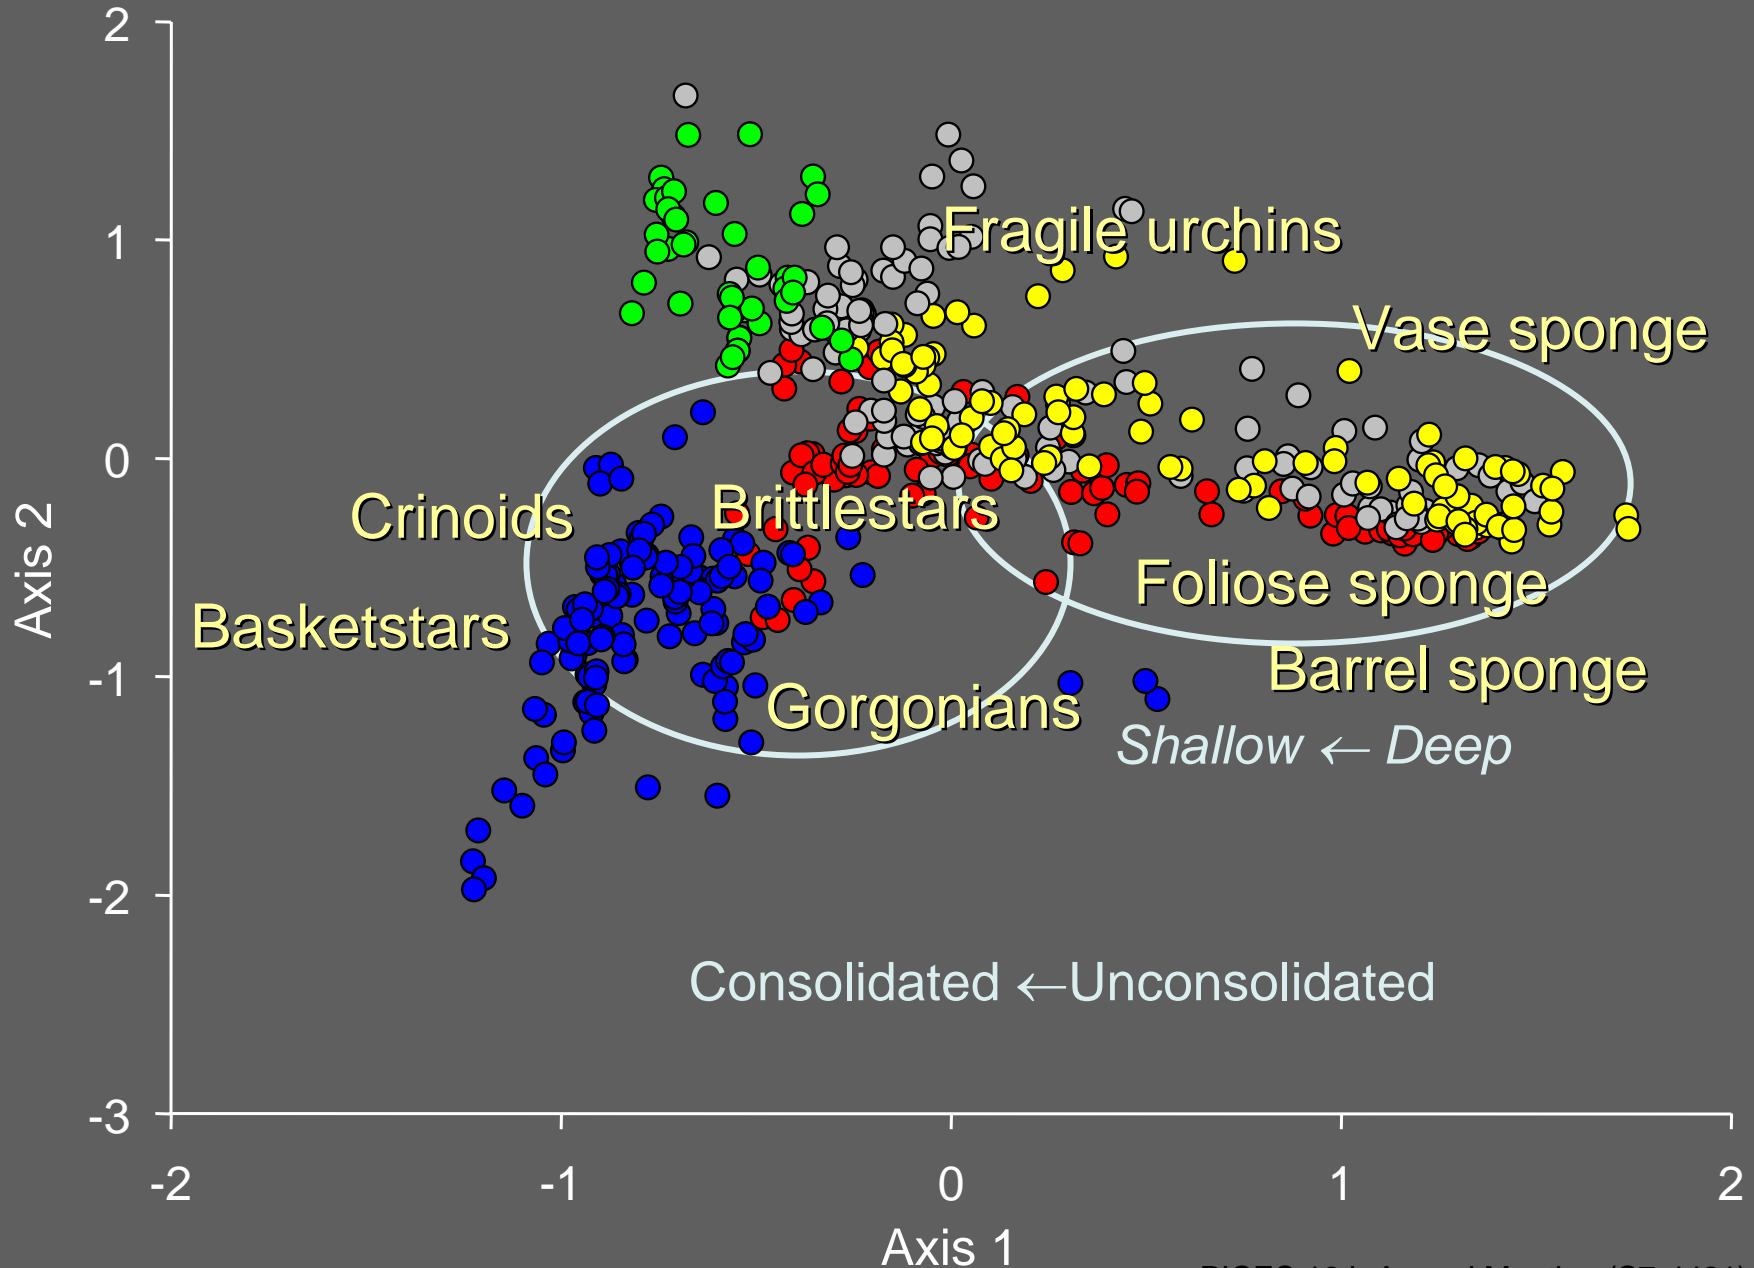 2
1
0
-1
-2
-3
Axis 2
Fragile urchins
Vase sponge
Crinoids
Brittlestars
Foliose sponge
Basketstars
Barrel sponge
Gorgonians
Shallow ← Deep
Consolidated ←Unconsolidated
-2
-1
0
1
2
Axis 1